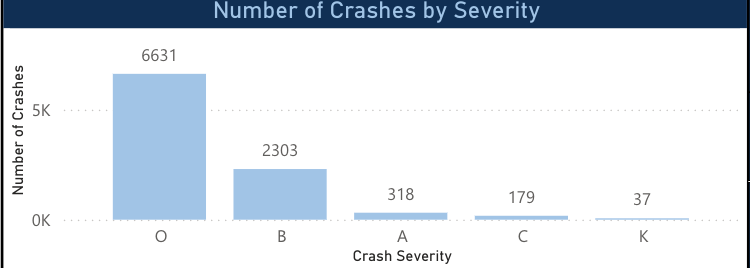 Number of Crashes by Severity
Number of Crashes
5K
0K
6631
2303
318
179
37
O
B
A
C
K
Crash Severity